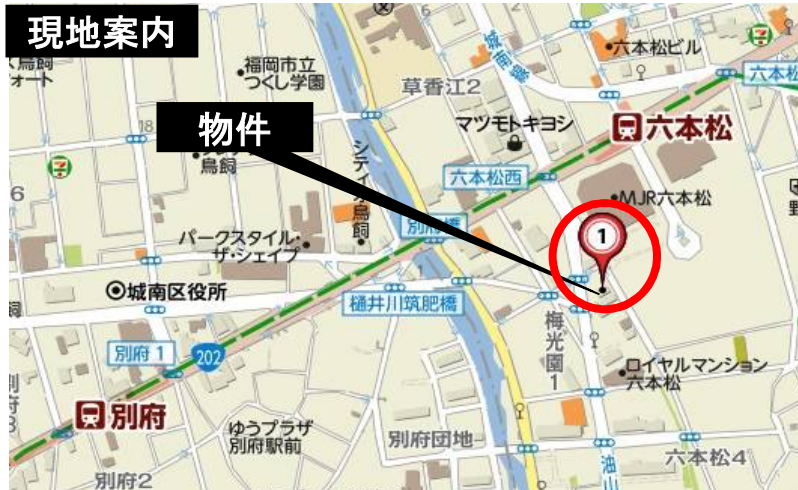 現地案内
福岡市立
つくし学園
草香江2
六本松ビル
物件
マツモトキヨシ
六本松
18
鳥飼
シティオ鳥飼
六本松西
MJR六本松
6
パークスタイル・
ザ・シェイプ
別府橋
1
城南区役所
樋井川筑肥橋
梅光園1
別府1
202
ロイヤルマンション
六本松
別府
ゆうプラザ
別府駅前
別府団地
六本松4
別府2